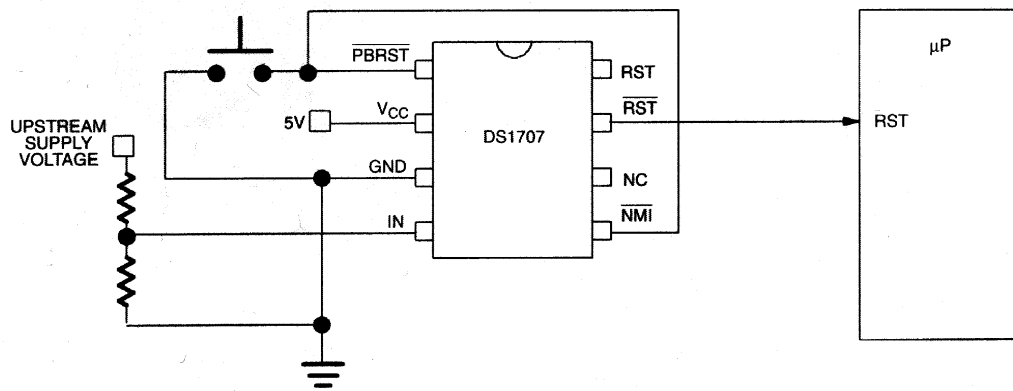 PBRST
RST
μP
VCC
5V
RST
RST
DS1707
UPSTREAM
SUPPLY
VOLTAGE
GND
NC
IN
NMI